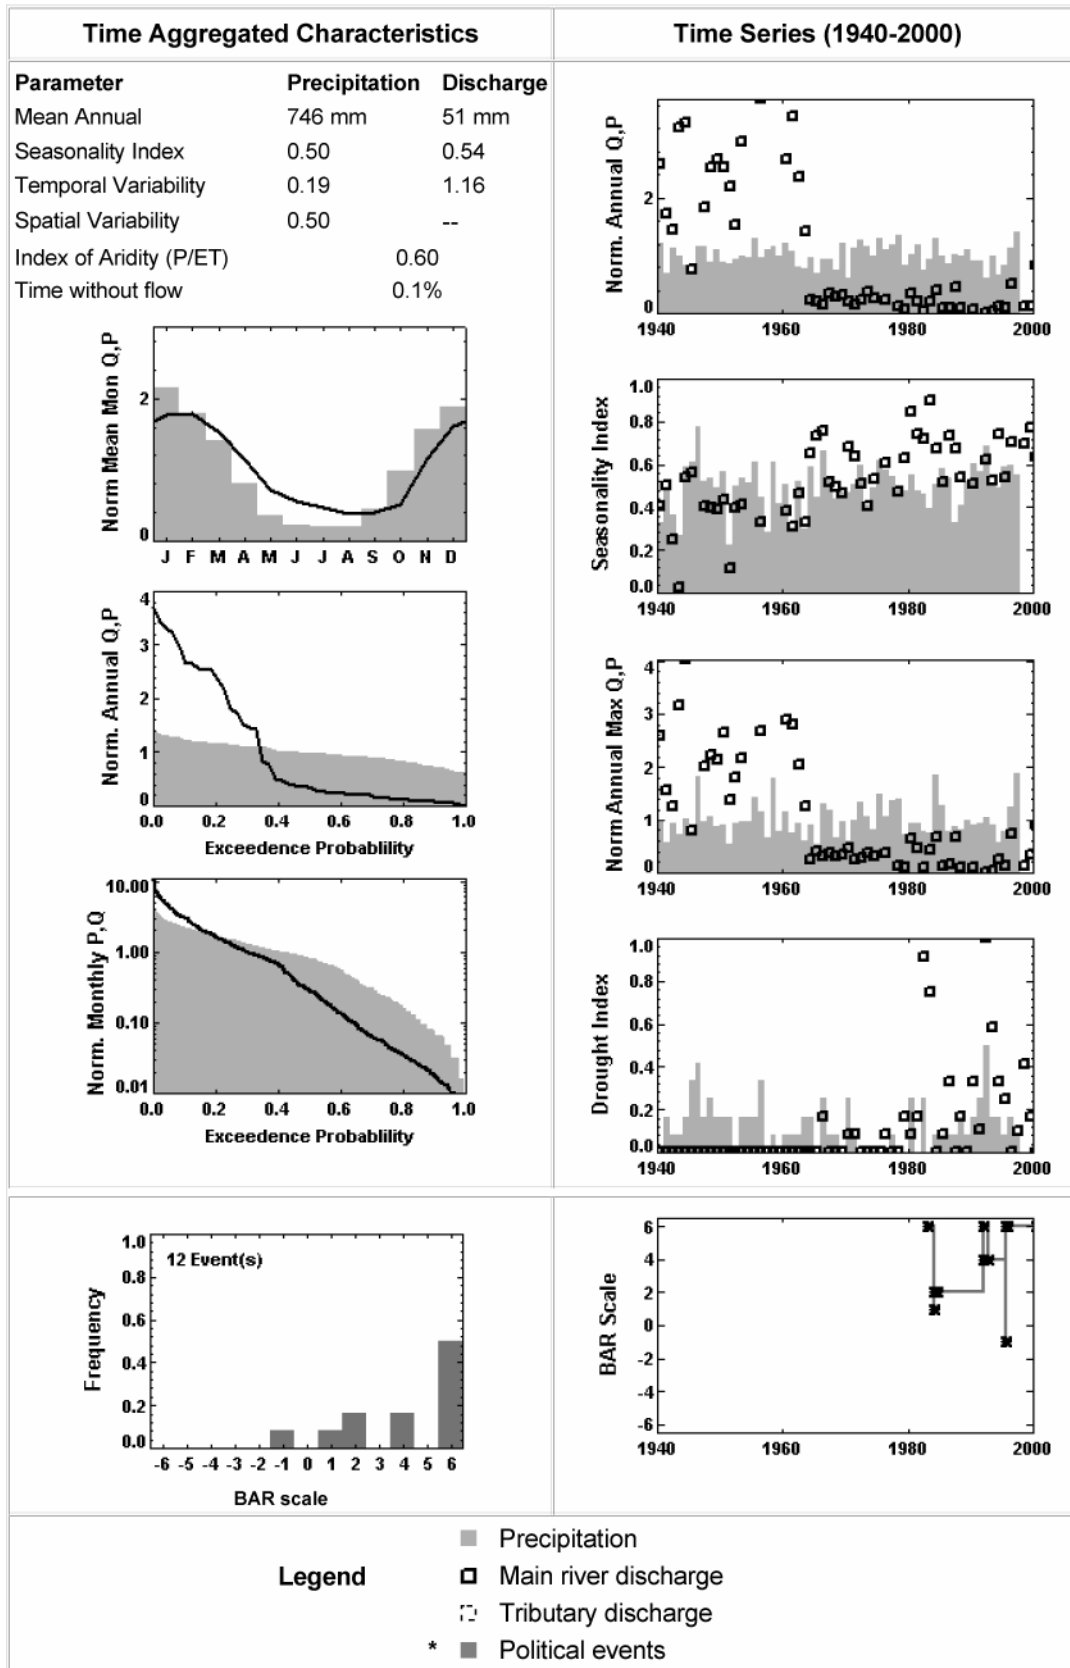 Time Aggregated Characteristics
Parameter Precipitation Discharge
Mean Annual 746 mm 51 mm
Seasonality Index 0.50 0.54
Temporal Variability 0.19 1.16
Spatial Variability 0.50 --
Index of Aridity (P/ET) 0.60
Time without flow 0.1%
Norm Mean Mon Q,P
2
0
J F M A M J J A S O N D
Norm. Annual Q,P
4
3
2
1
0
0.0 0.2 0.4 0.6 0.8 1.0
Exceedence Probablility
Norm. Monthly P,Q
10.00
1.00
0.10
0.01
0.0 0.2 0.4 0.6 0.8 1.0
Exceedence Probablility
Time Series (1940-2000)
Norm. Annual Q,P
2
0
1940 1960 1980 2000
Seasonality Index
1.0
0.8
0.6
0.4
0.2
0.0
1940 1960 1980 2000
Norm Annual Max Q,P
4
3
2
1
0
1940 1960 1980 2000
Drought Index
1.0
0.8
0.6
0.4
0.2
0.0
1940 1960 1980 2000
Frequency
1.0
0.8
0.6
0.4
0.2
0.0
12 Event(s)
-6 -5 -4 -3 -2 -1 0 1 2 3 4 5 6
BAR scale
BAR Scale
6
4
2
0
-2
-4
-6
1940 1960 1980 2000
Legend
Precipitation
Main river discharge
Tributary discharge
* Political events